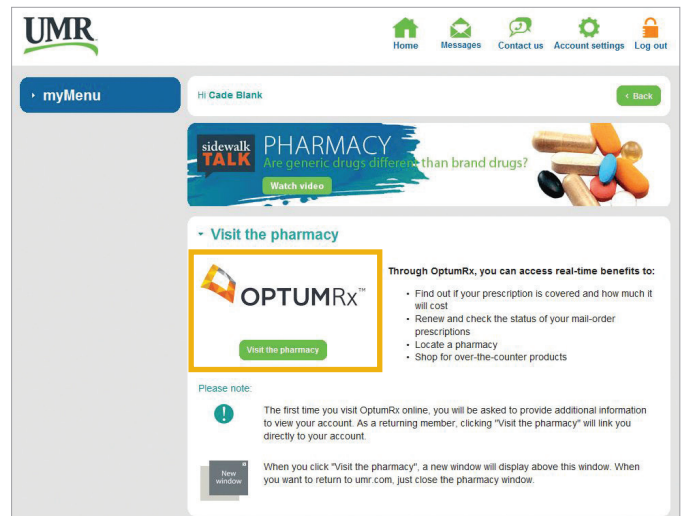 UMR
Home Messages Contact us Account settings Log out
myMenu
Hi Cade Blank
Back
sidewalk
TALK
PHARMACY
Are generic drugs different than brand drugs?
Watch video
Visit the pharmacy
OPTUMRx™
Visit the pharmacy
Through OptumRx, you can access real-time benefits to:
• Find out if your prescription is covered and how much it
will cost
• Renew and check the status of your mail-order
prescriptions
• Locate a pharmacy
• Shop for over-the-counter products
Please note:
!
The first time you visit OptumRx online, you will be asked to provide additional information
to view your account. As a returning member, clicking "Visit the pharmacy" will link you
directly to your account.
New
window
When you click "Visit the pharmacy", a new window will display above this window. When
you want to return to umr.com, just close the pharmacy window.